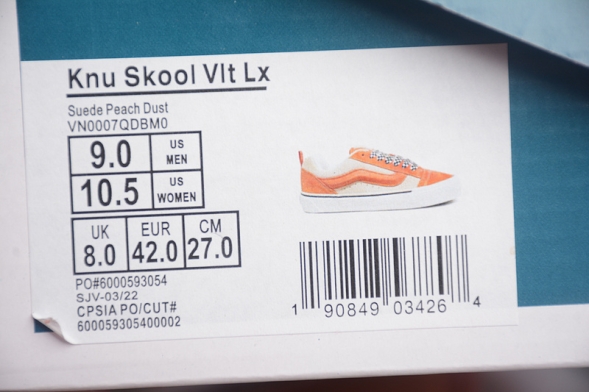 Knu Skool Vlt Lx
Suede Peach Dust
VN0007QDBM0
9.0 US MEN
10.5 US WOMEN
UK EUR CM
8.0 42.0 27.0
PO#6000593054
SJV-03/22
CPSIA PO/CUT#
600059305400002
1 90849 03426 4